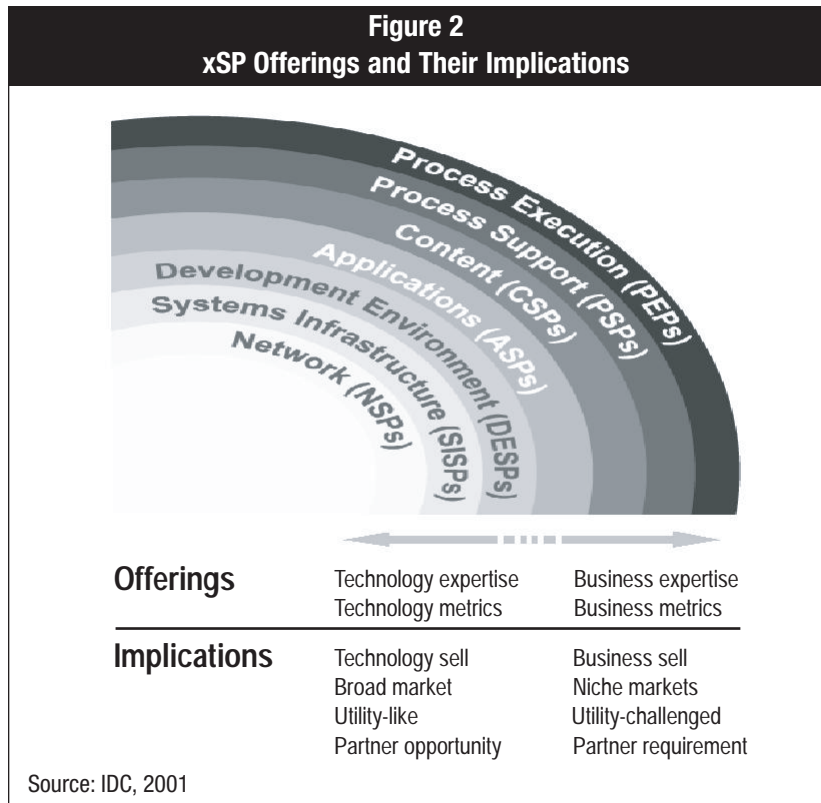 Figure 2
xSP Offerings and Their Implications
Process Execution (PEPs)
Process Support (PSPs)
Content (CSPs)
Applications (ASPs)
Development Environment (DESPs)
Systems Infrastructure (SISPs)
Network (NSPs)
Offerings
Technology expertise
Business expertise
Technology metrics
Business metrics
Implications
Technology sell
Business sell
Broad market
Niche markets
Utility-like
Utility-challenged
Partner opportunity
Partner requirement
Source: IDC, 2001